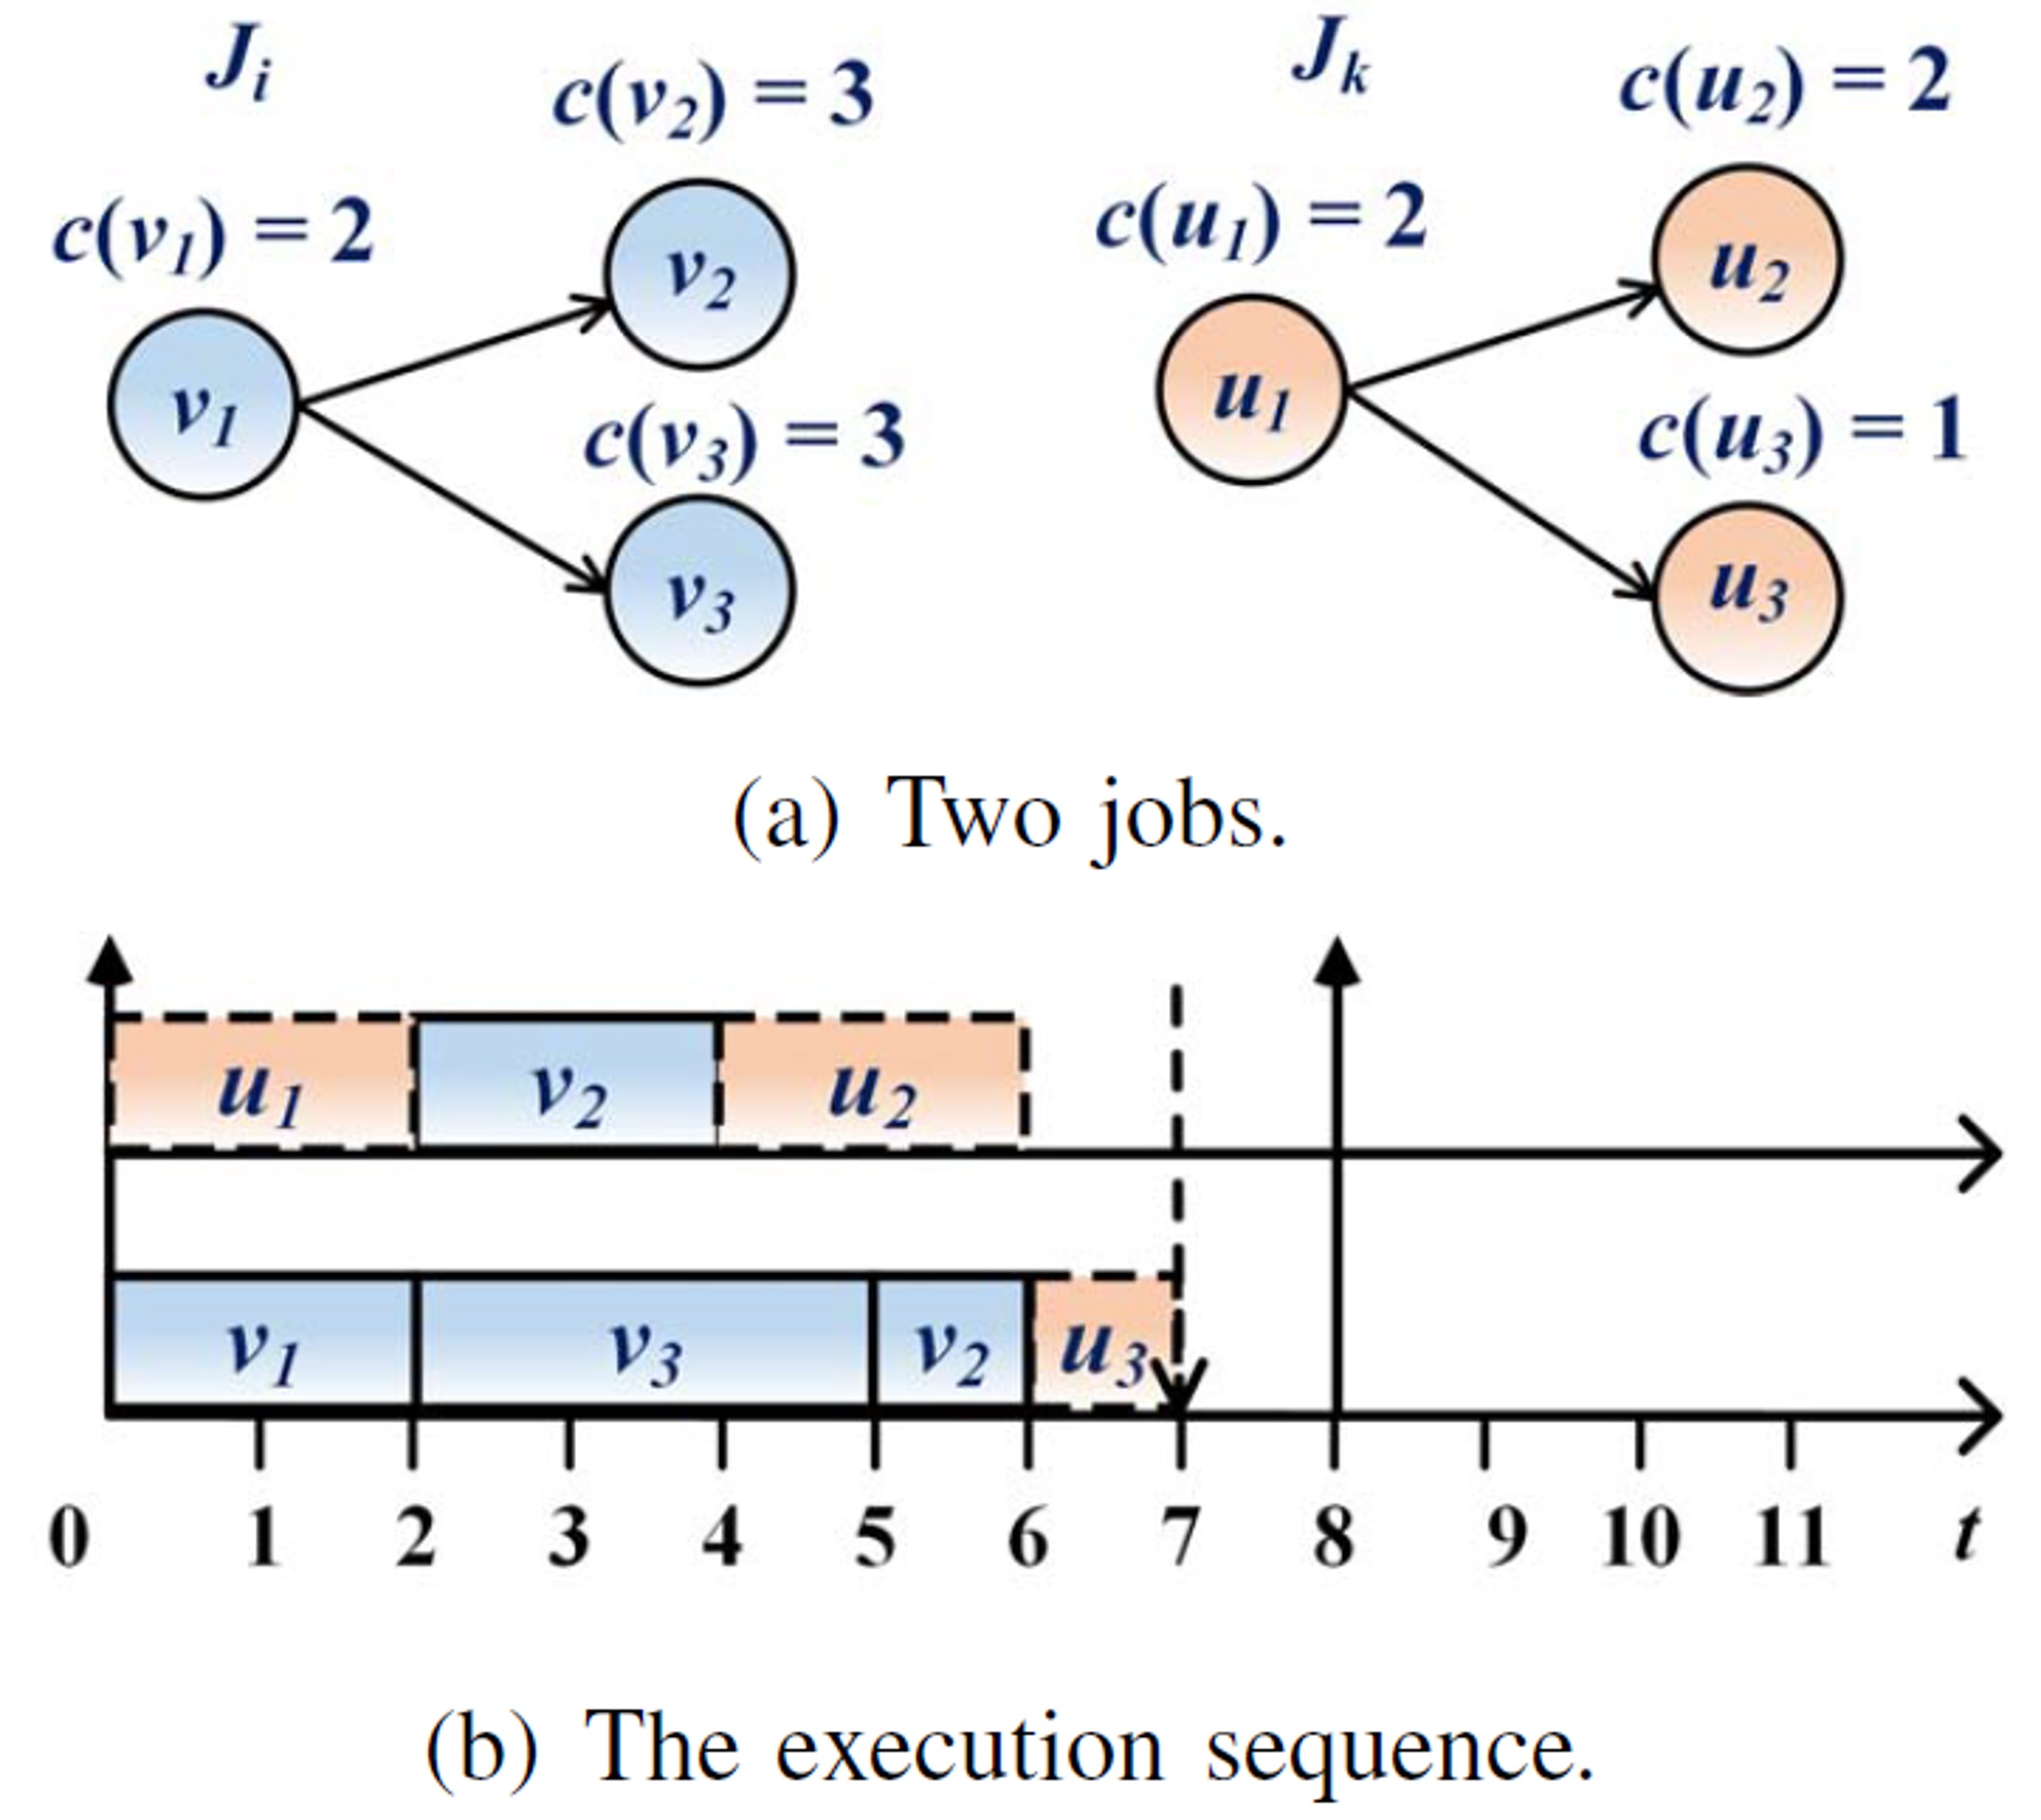 J_i
J_k
c(v_2) = 3
c(u_2) = 2
c(v_1) = 2
c(u_1) = 2
v_2
u_2
v_1
u_1
c(v_3) = 3
c(u_3) = 1
v_3
u_3
(a) Two jobs.
u_1 v_2 u_2
v_1 v_3 v_2 u_3
0 1 2 3 4 5 6 7 8 9 10 11 t
(b) The execution sequence.